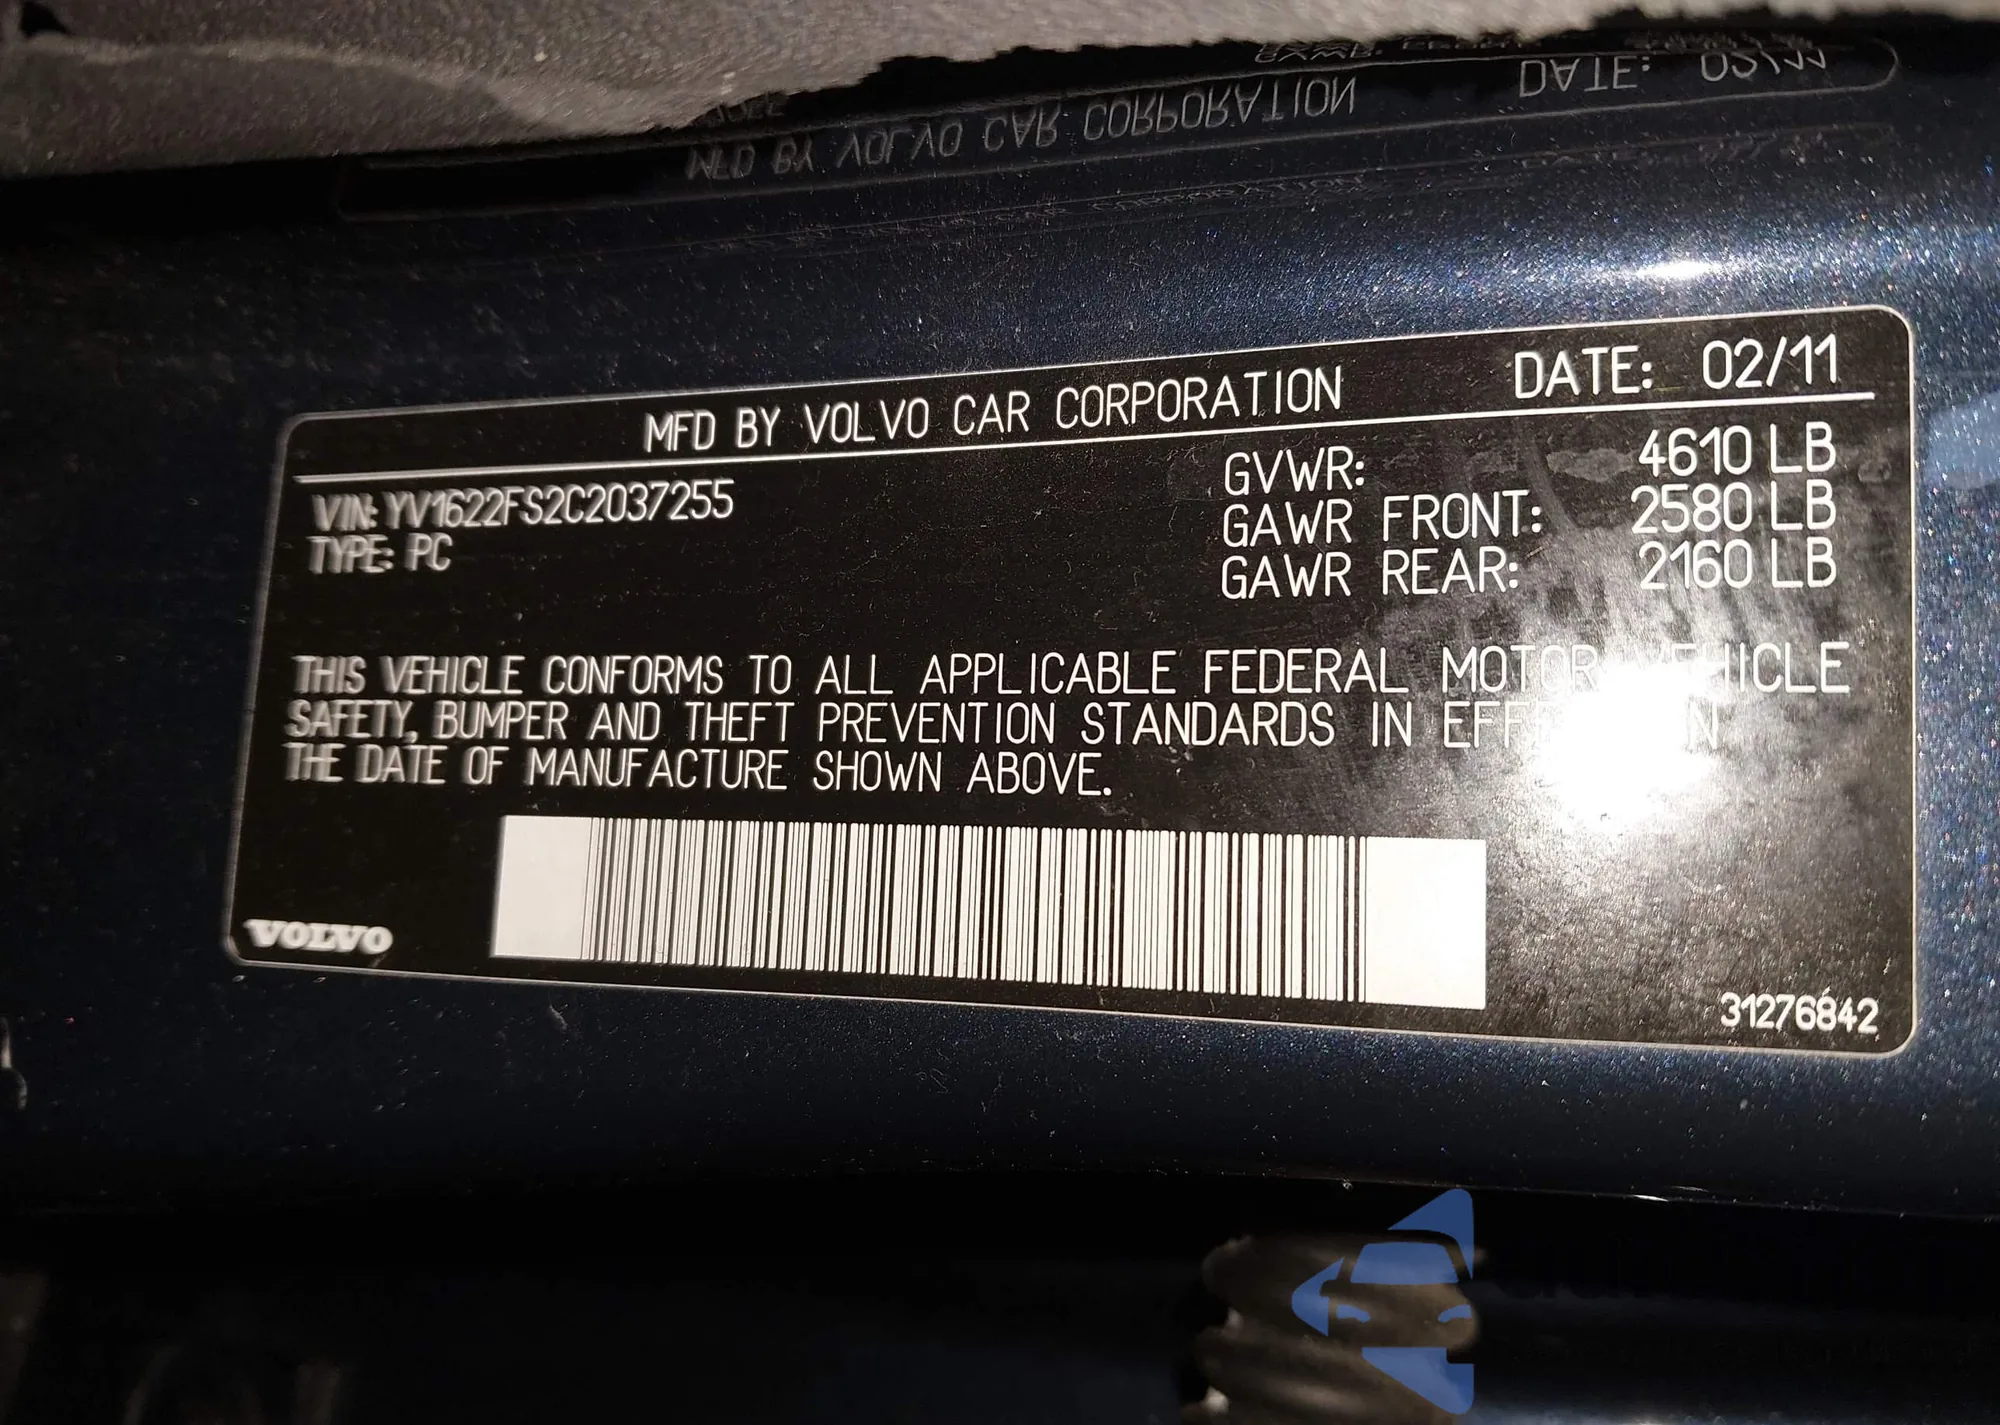 MFD BY VOLVO CAR CORPORATION DATE: 02/11
VIN: YV1622FS2C2037255 GVWR: 4610 LB
TYPE: PC GAWR FRONT: 2580 LB
GAWR REAR: 2160 LB
THIS VEHICLE CONFORMS TO ALL APPLICABLE FEDERAL MOTOR VEHICLE
SAFETY, BUMPER AND THEFT PREVENTION STANDARDS IN
THE DATE OF MANUFACTURE SHOWN ABOVE.
VOLVO
31276842